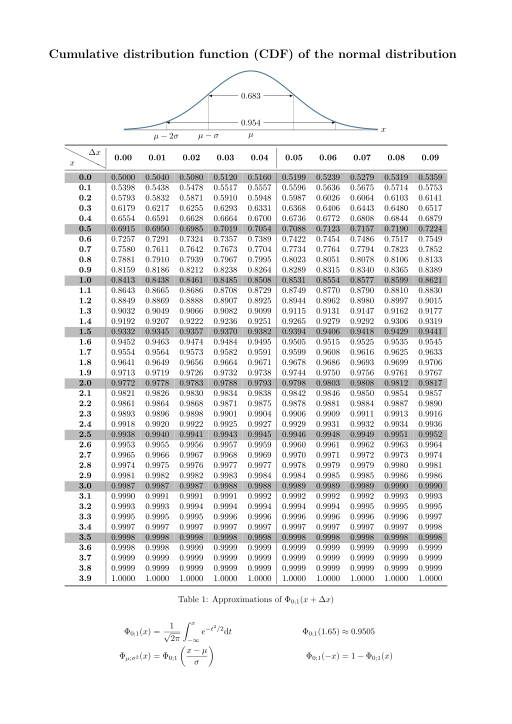 Cumulative distribution function (CDF) of the normal distribution
0.683
0.954
x
μ − 2σ μ − σ μ
Δx
x
0.00 0.01 0.02 0.03 0.04 0.05 0.06 0.07 0.08 0.09
0.0 0.5000 0.5040 0.5080 0.5120 0.5160 0.5199 0.5239 0.5279 0.5319 0.5359
0.1 0.5398 0.5438 0.5478 0.5517 0.5557 0.5596 0.5636 0.5675 0.5714 0.5753
0.2 0.5793 0.5832 0.5871 0.5910 0.5948 0.5987 0.6026 0.6064 0.6103 0.6141
0.3 0.6179 0.6217 0.6255 0.6293 0.6331 0.6368 0.6406 0.6443 0.6480 0.6517
0.4 0.6554 0.6591 0.6628 0.6664 0.6700 0.6736 0.6772 0.6808 0.6844 0.6879
0.5 0.6915 0.6950 0.6985 0.7019 0.7054 0.7088 0.7123 0.7157 0.7190 0.7224
0.6 0.7257 0.7291 0.7324 0.7357 0.7389 0.7422 0.7454 0.7486 0.7517 0.7549
0.7 0.7580 0.7611 0.7642 0.7673 0.7704 0.7734 0.7764 0.7794 0.7823 0.7852
0.8 0.7881 0.7910 0.7939 0.7967 0.7995 0.8023 0.8051 0.8078 0.8106 0.8133
0.9 0.8159 0.8186 0.8212 0.8238 0.8264 0.8289 0.8315 0.8340 0.8365 0.8389
1.0 0.8413 0.8438 0.8461 0.8485 0.8508 0.8531 0.8554 0.8577 0.8599 0.8621
1.1 0.8643 0.8665 0.8686 0.8708 0.8729 0.8749 0.8770 0.8790 0.8810 0.8830
1.2 0.8849 0.8869 0.8888 0.8907 0.8925 0.8944 0.8962 0.8980 0.8997 0.9015
1.3 0.9032 0.9049 0.9066 0.9082 0.9099 0.9115 0.9131 0.9147 0.9162 0.9177
1.4 0.9192 0.9207 0.9222 0.9236 0.9251 0.9265 0.9279 0.9292 0.9306 0.9319
1.5 0.9332 0.9345 0.9357 0.9370 0.9382 0.9394 0.9406 0.9418 0.9429 0.9441
1.6 0.9452 0.9463 0.9474 0.9484 0.9495 0.9505 0.9515 0.9525 0.9535 0.9545
1.7 0.9554 0.9564 0.9573 0.9582 0.9591 0.9599 0.9608 0.9616 0.9625 0.9633
1.8 0.9641 0.9649 0.9656 0.9664 0.9671 0.9678 0.9686 0.9693 0.9699 0.9706
1.9 0.9713 0.9719 0.9726 0.9732 0.9738 0.9744 0.9750 0.9756 0.9761 0.9767
2.0 0.9772 0.9778 0.9783 0.9788 0.9793 0.9798 0.9803 0.9808 0.9812 0.9817
2.1 0.9821 0.9826 0.9830 0.9834 0.9838 0.9842 0.9846 0.9850 0.9854 0.9857
2.2 0.9861 0.9864 0.9868 0.9871 0.9875 0.9878 0.9881 0.9884 0.9887 0.9890
2.3 0.9893 0.9896 0.9898 0.9901 0.9904 0.9906 0.9909 0.9911 0.9913 0.9916
2.4 0.9918 0.9920 0.9922 0.9925 0.9927 0.9929 0.9931 0.9932 0.9934 0.9936
2.5 0.9938 0.9940 0.9941 0.9943 0.9945 0.9946 0.9948 0.9949 0.9951 0.9952
2.6 0.9953 0.9955 0.9956 0.9957 0.9959 0.9960 0.9961 0.9962 0.9963 0.9964
2.7 0.9965 0.9966 0.9967 0.9968 0.9969 0.9970 0.9971 0.9972 0.9973 0.9974
2.8 0.9974 0.9975 0.9976 0.9977 0.9977 0.9978 0.9979 0.9979 0.9980 0.9981
2.9 0.9981 0.9982 0.9982 0.9983 0.9984 0.9984 0.9985 0.9985 0.9986 0.9986
3.0 0.9987 0.9987 0.9987 0.9988 0.9988 0.9989 0.9989 0.9989 0.9990 0.9990
3.1 0.9990 0.9991 0.9991 0.9991 0.9992 0.9992 0.9992 0.9992 0.9993 0.9993
3.2 0.9993 0.9993 0.9994 0.9994 0.9994 0.9994 0.9994 0.9995 0.9995 0.9995
3.3 0.9995 0.9995 0.9995 0.9996 0.9996 0.9996 0.9996 0.9996 0.9996 0.9997
3.4 0.9997 0.9997 0.9997 0.9997 0.9997 0.9997 0.9997 0.9997 0.9997 0.9998
3.5 0.9998 0.9998 0.9998 0.9998 0.9998 0.9998 0.9998 0.9998 0.9998 0.9998
3.6 0.9998 0.9998 0.9999 0.9999 0.9999 0.9999 0.9999 0.9999 0.9999 0.9999
3.7 0.9999 0.9999 0.9999 0.9999 0.9999 0.9999 0.9999 0.9999 0.9999 0.9999
3.8 0.9999 0.9999 0.9999 0.9999 0.9999 0.9999 0.9999 0.9999 0.9999 0.9999
3.9 1.0000 1.0000 1.0000 1.0000 1.0000 1.0000 1.0000 1.0000 1.0000 1.0000
Table 1: Approximations of Φ₀;₁(x + Δx)
Φ₀;₁(x) = 1/√2π ∫_{−∞}^{x} e^{−t²/2}dt Φ₀;₁(1.65) ≈ 0.9505
Φ_{μ;σ²}(x) = Φ₀;₁((x − μ)/σ) Φ₀;₁(−x) = 1 − Φ₀;₁(x)